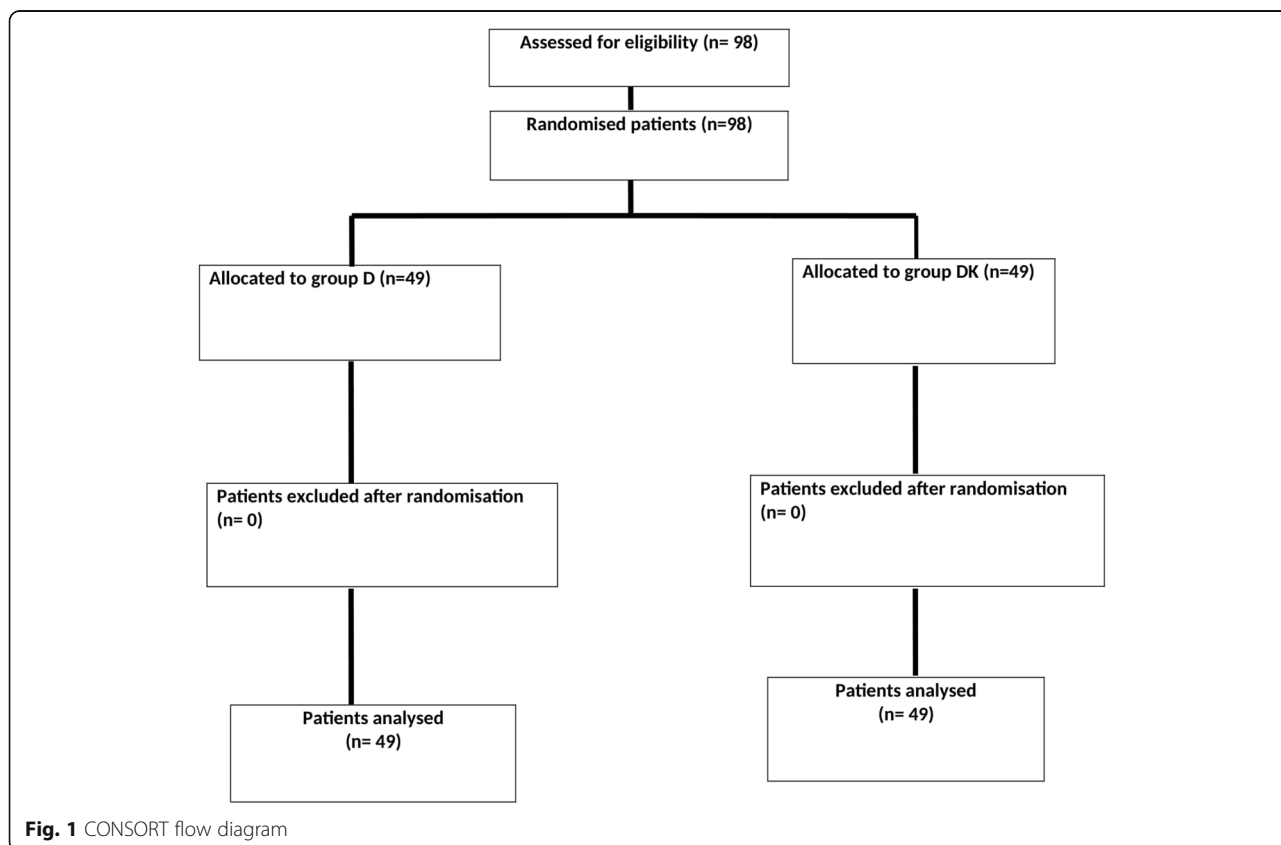 Assessed for eligibility (n= 98)
Randomised patients (n=98)
Allocated to group D (n=49)
Allocated to group DK (n=49)
Patients excluded after randomisation
(n= 0)
Patients excluded after randomisation
(n= 0)
Patients analysed
(n= 49)
Patients analysed
(n= 49)
Fig. 1 CONSORT flow diagram